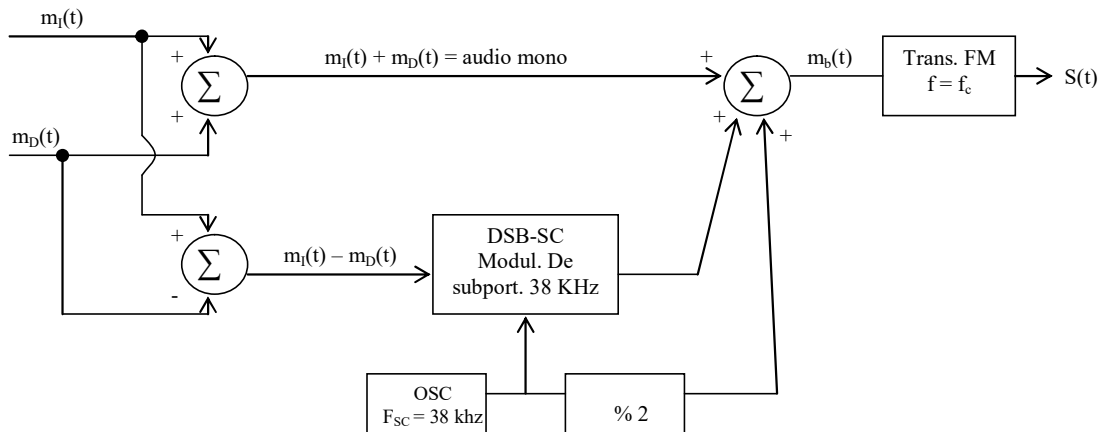 m_I(t)
+
Σ
+
m_I(t) + m_D(t) = audio mono
+
Σ
+
+
m_b(t)
Trans. FM
f = f_c
S(t)
m_D(t)
+
Σ
-
m_I(t) – m_D(t)
DSB-SC
Modul. De
subport. 38 KHz
OSC
F_SC = 38 khz
% 2